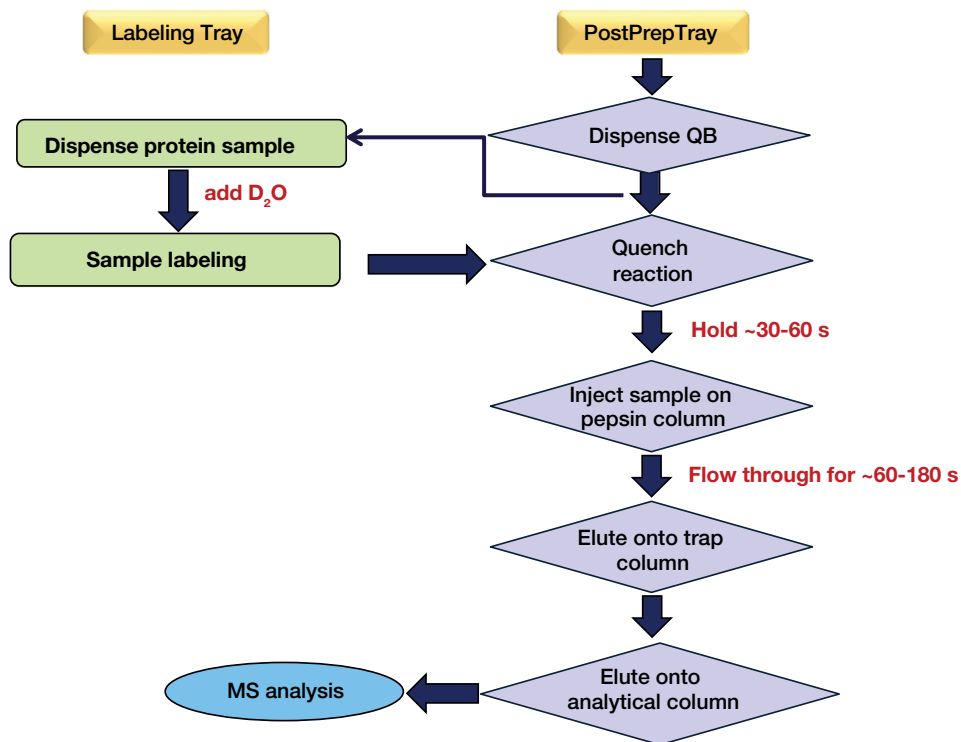 Labeling Tray
PostPrepTray
Dispense QB
Dispense protein sample
add D₂O
Sample labeling
Quench
reaction
Hold ~30-60 s
Inject sample on
pepsin column
Flow through for ~60-180 s
Elute onto trap
column
Elute onto
analytical column
MS analysis